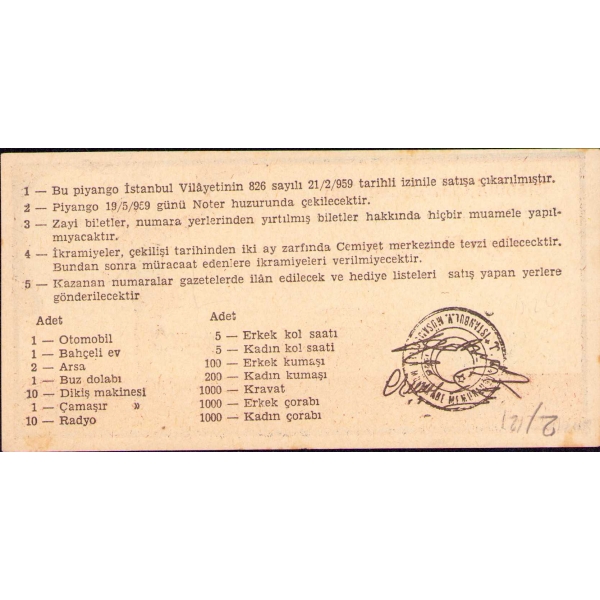 1 — Bu piyango İstanbul Vilâyetinin 826 sayılı 21/2/959 tarihli izinile satışa çıkarılmıştır.
2 — Piyango 19/5/959 günü Noter huzurunda çekilecektir.
3 — Zayi biletler, numara yerlerinden yırtılmış biletler hakkında hiçbir muamele yapıl-
mıyacaktır.
4 — İkramiyeler, çekilişi tarihinden iki ay zarfında Cemiyet merkezinde tevzi edilececktir.
Bundan sonra müracaat edenlere ikramiyeleri verilmiyecektir.
5 — Kazanan numaralar gazetelerde ilân edilecek ve hediye listeleri satış yapan yerlere
gönderilecektir
Adet
1 — Otomobil
1 — Bahçeli ev
2 — Arsa
1 — Buz dolabı
10 — Dikiş makinesi
1 — Çamaşır »
10 — Radyo
Adet
5 — Erkek kol saatı
5 — Kadın kol saati
100 — Erkek kumaşı
200 — Kadın kumaşı
1000 — Kravat
1000 — Erkek çorabı
1000 — Kadın çorabı
İSTANBUL